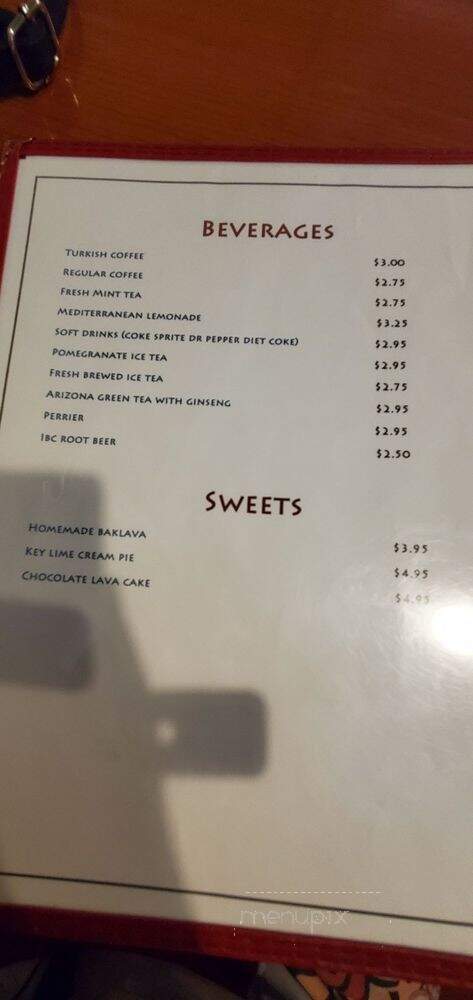 BEVERAGES
TURKISH COFFEE $3.00
REGULAR COFFEE $2.75
FRESH MINT TEA $2.75
MEDITERRANEAN LEMONADE $3.25
SOFT DRINKS (COKE SPRITE DR PEPPER DIET COKE) $2.95
POMEGRANATE ICE TEA $2.95
FRESH BREWED ICE TEA $2.75
ARIZONA GREEN TEA WITH GINSENG $2.95
PERRIER $2.95
IBC ROOT BEER $2.50
SWEETS
HOMEMADE BAKLAVA $3.95
KEY LIME CREAM PIE $4.95
CHOCOLATE LAVA CAKE $4.95
menupix